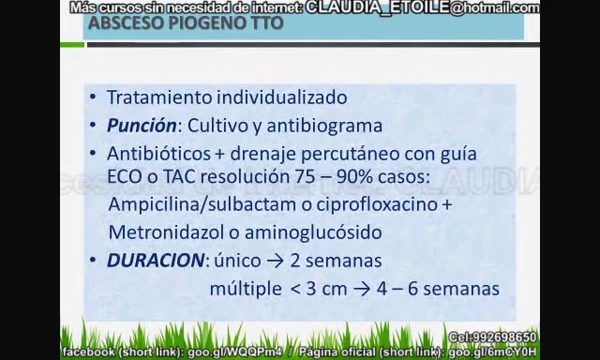 Más cursos sin necesidad de internet: CLAUDIA_ETOILE@hotmail.com
ABSCESO PIOGENO TTO
• Tratamiento individualizado
• Punción: Cultivo y antibiograma
• Antibióticos + drenaje percutáneo con guía
ECO o TAC resolución 75 – 90% casos:
Ampicilina/sulbactam o ciprofloxacino +
Metronidazol o aminoglucósido
• DURACION: único → 2 semanas
múltiple < 3 cm → 4 – 6 semanas
Cel:992698650
facebook (short link): goo.gl/WQQPm4 / Página oficial (short link): goo.gl/6mCY0H